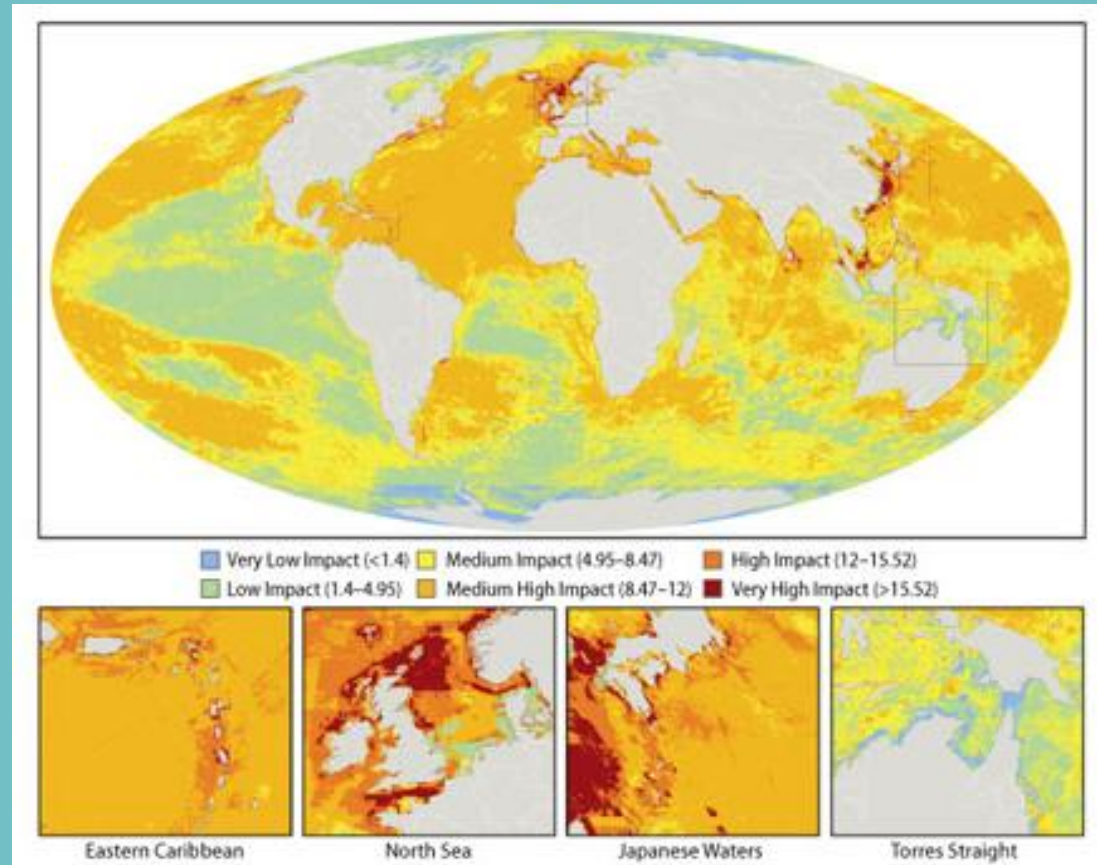 Very Low Impact (<1.4) Medium Impact (4.95–8.47) High Impact (12–15.52)
Low Impact (1.4–4.95) Medium High Impact (8.47–12) Very High Impact (>15.52)
Eastern Caribbean North Sea Japanese Waters Torres Straight